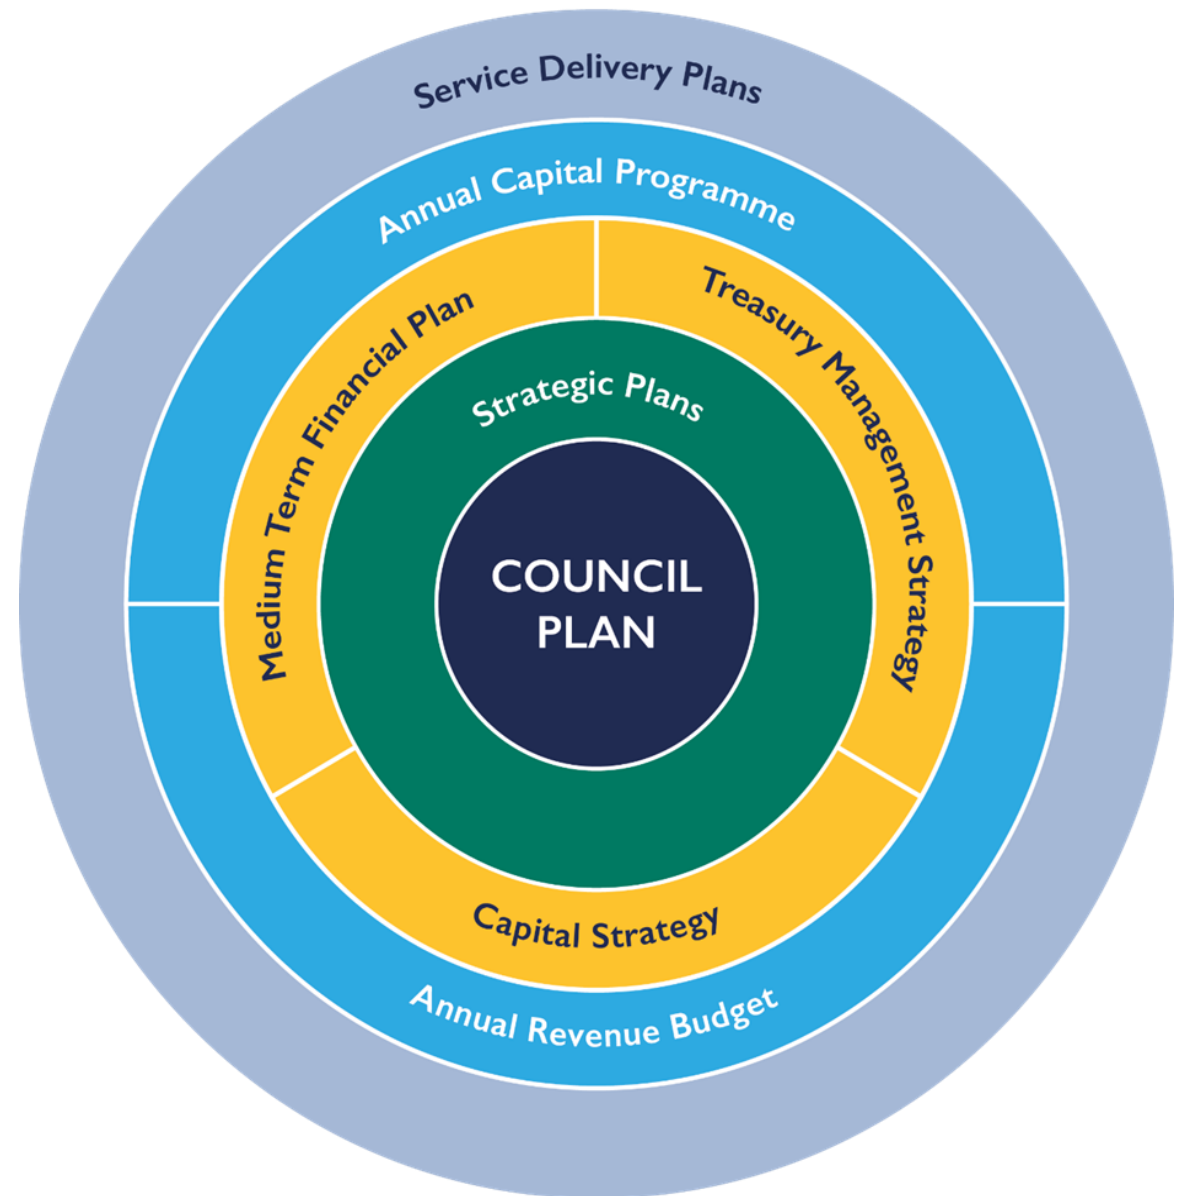 Service Delivery Plans
Annual Capital Programme
Medium Term Financial Plan
Treasury Management Strategy
Strategic Plans
COUNCIL
PLAN
Capital Strategy
Annual Revenue Budget